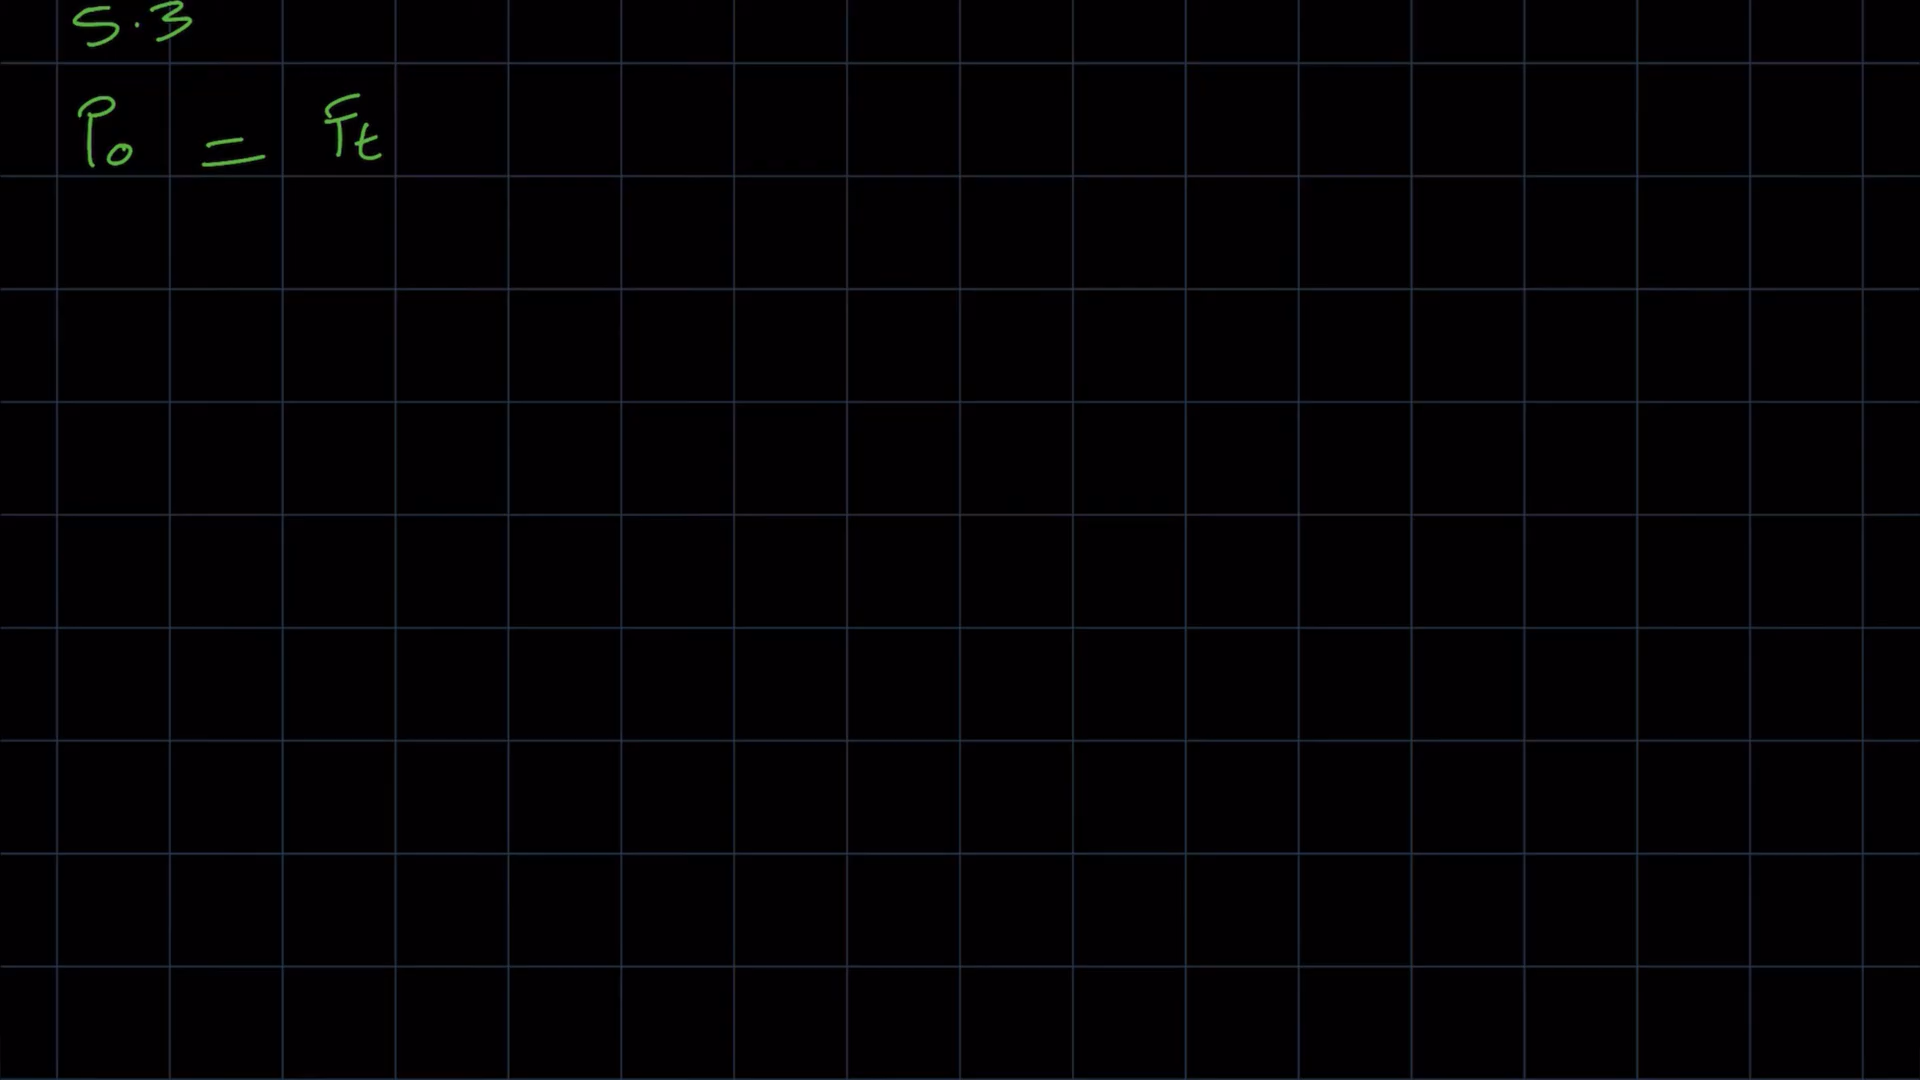 5.3
P₀ = Ft